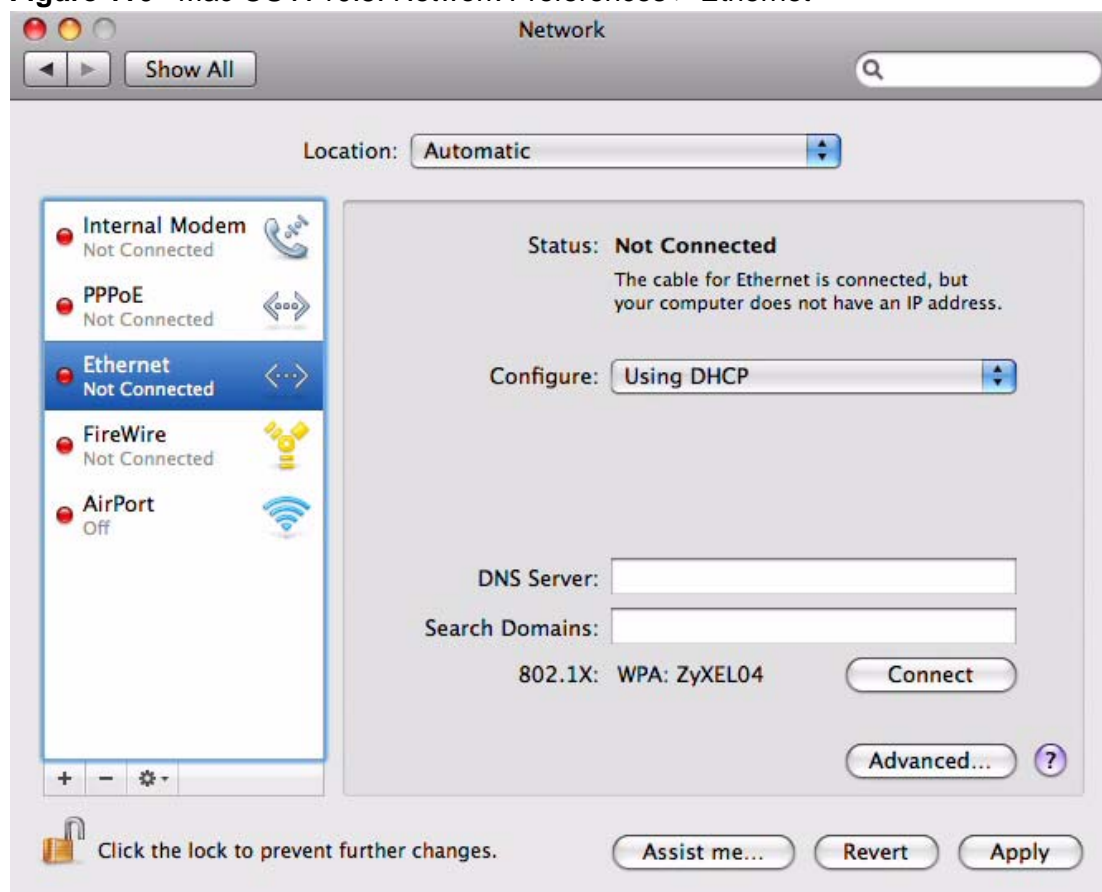 Network
Show All
Location: Automatic
Internal Modem
Not Connected
PPPoE
Not Connected
Ethernet
Not Connected
FireWire
Not Connected
AirPort
Off
Status: Not Connected
The cable for Ethernet is connected, but
your computer does not have an IP address.
Configure: Using DHCP
DNS Server:
Search Domains:
802.1X: WPA: ZyXEL04 Connect
Advanced... ?
+ −
Click the lock to prevent further changes.
Assist me... Revert Apply